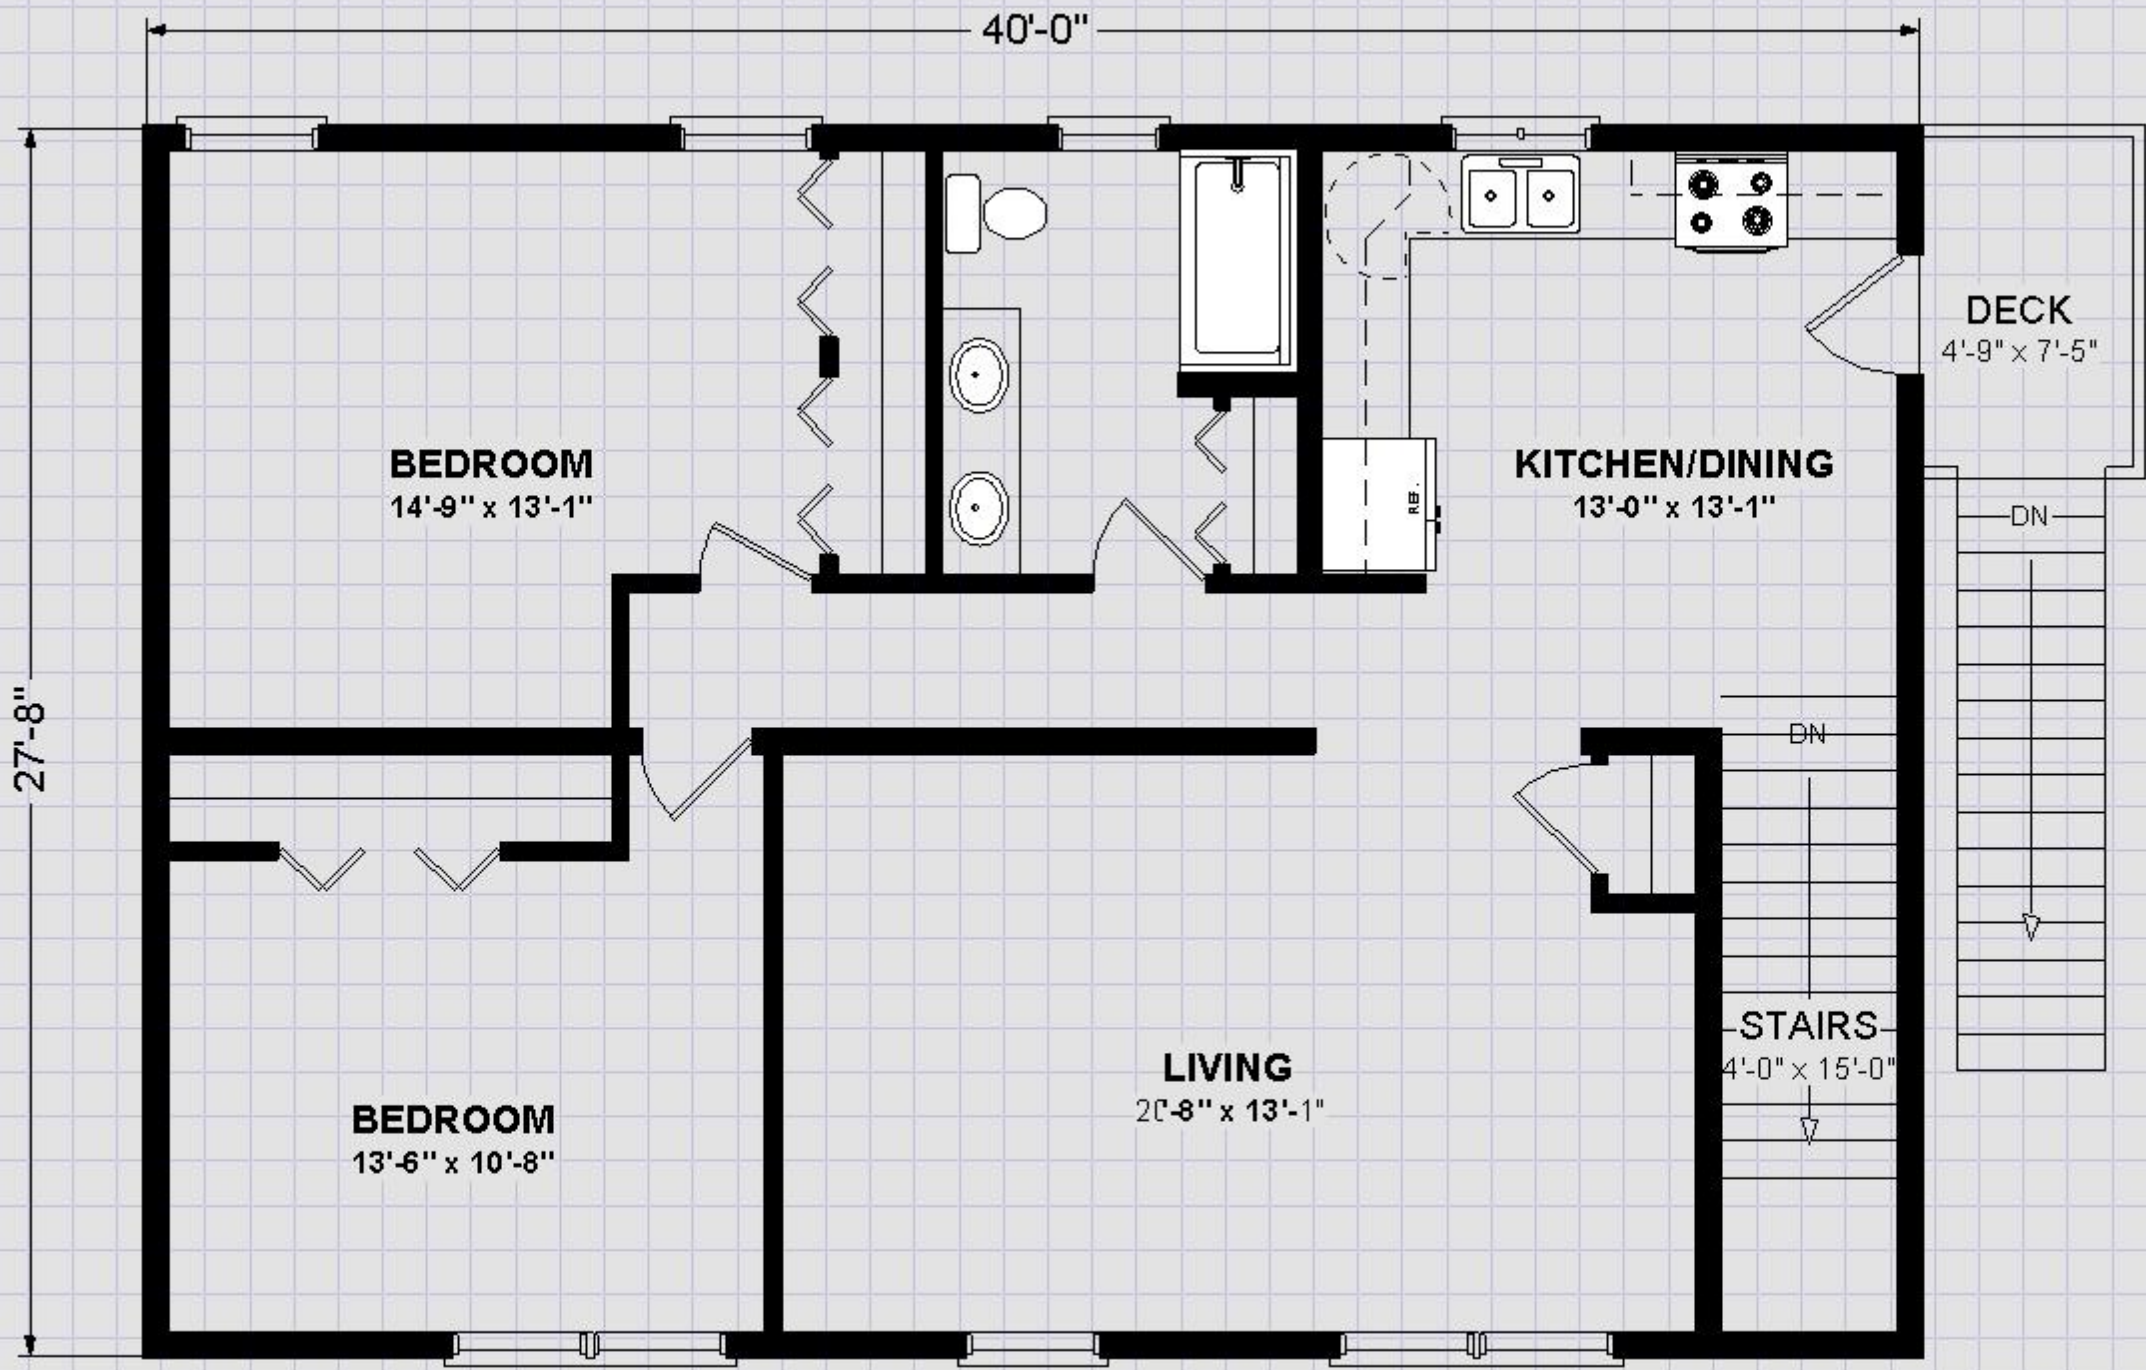 40'-0"
27'-8"
DECK
4'-9" x 7'-5"
BEDROOM
14'-9" x 13'-1"
KITCHEN/DINING
13'-0" x 13'-1"
REF.
DN
DN
STAIRS
4'-0" x 15'-0"
LIVING
20'-8" x 13'-1"
BEDROOM
13'-6" x 10'-8"